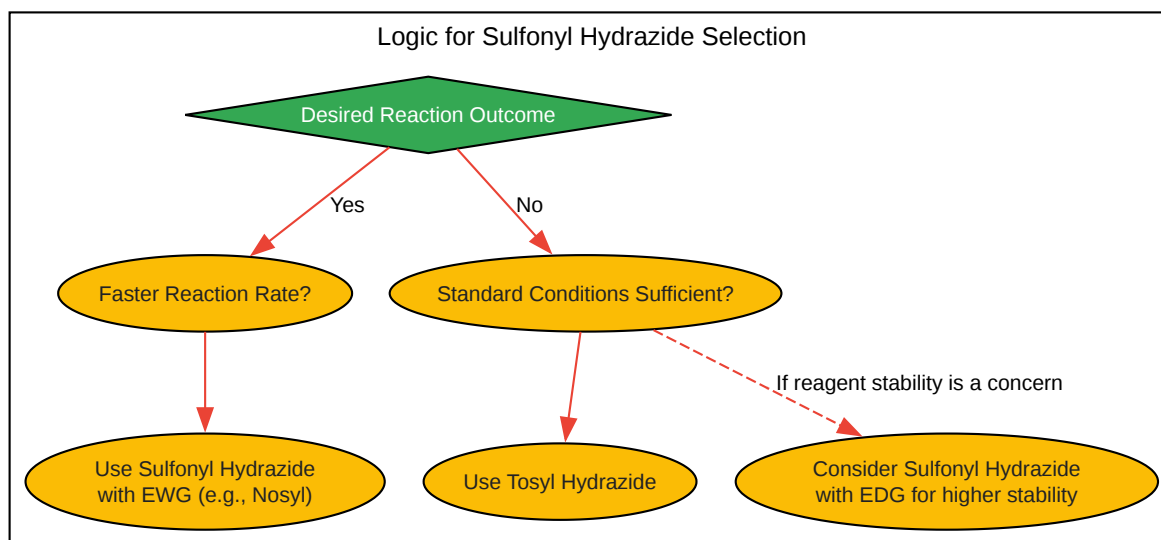 Logic for Sulfonyl Hydrazide Selection
Desired Reaction Outcome
Yes
No
Faster Reaction Rate?
Standard Conditions Sufficient?
If reagent stability is a concern
Use Sulfonyl Hydrazide
with EWG (e.g., Nosyl)
Use Tosyl Hydrazide
Consider Sulfonyl Hydrazide
with EDG for higher stability